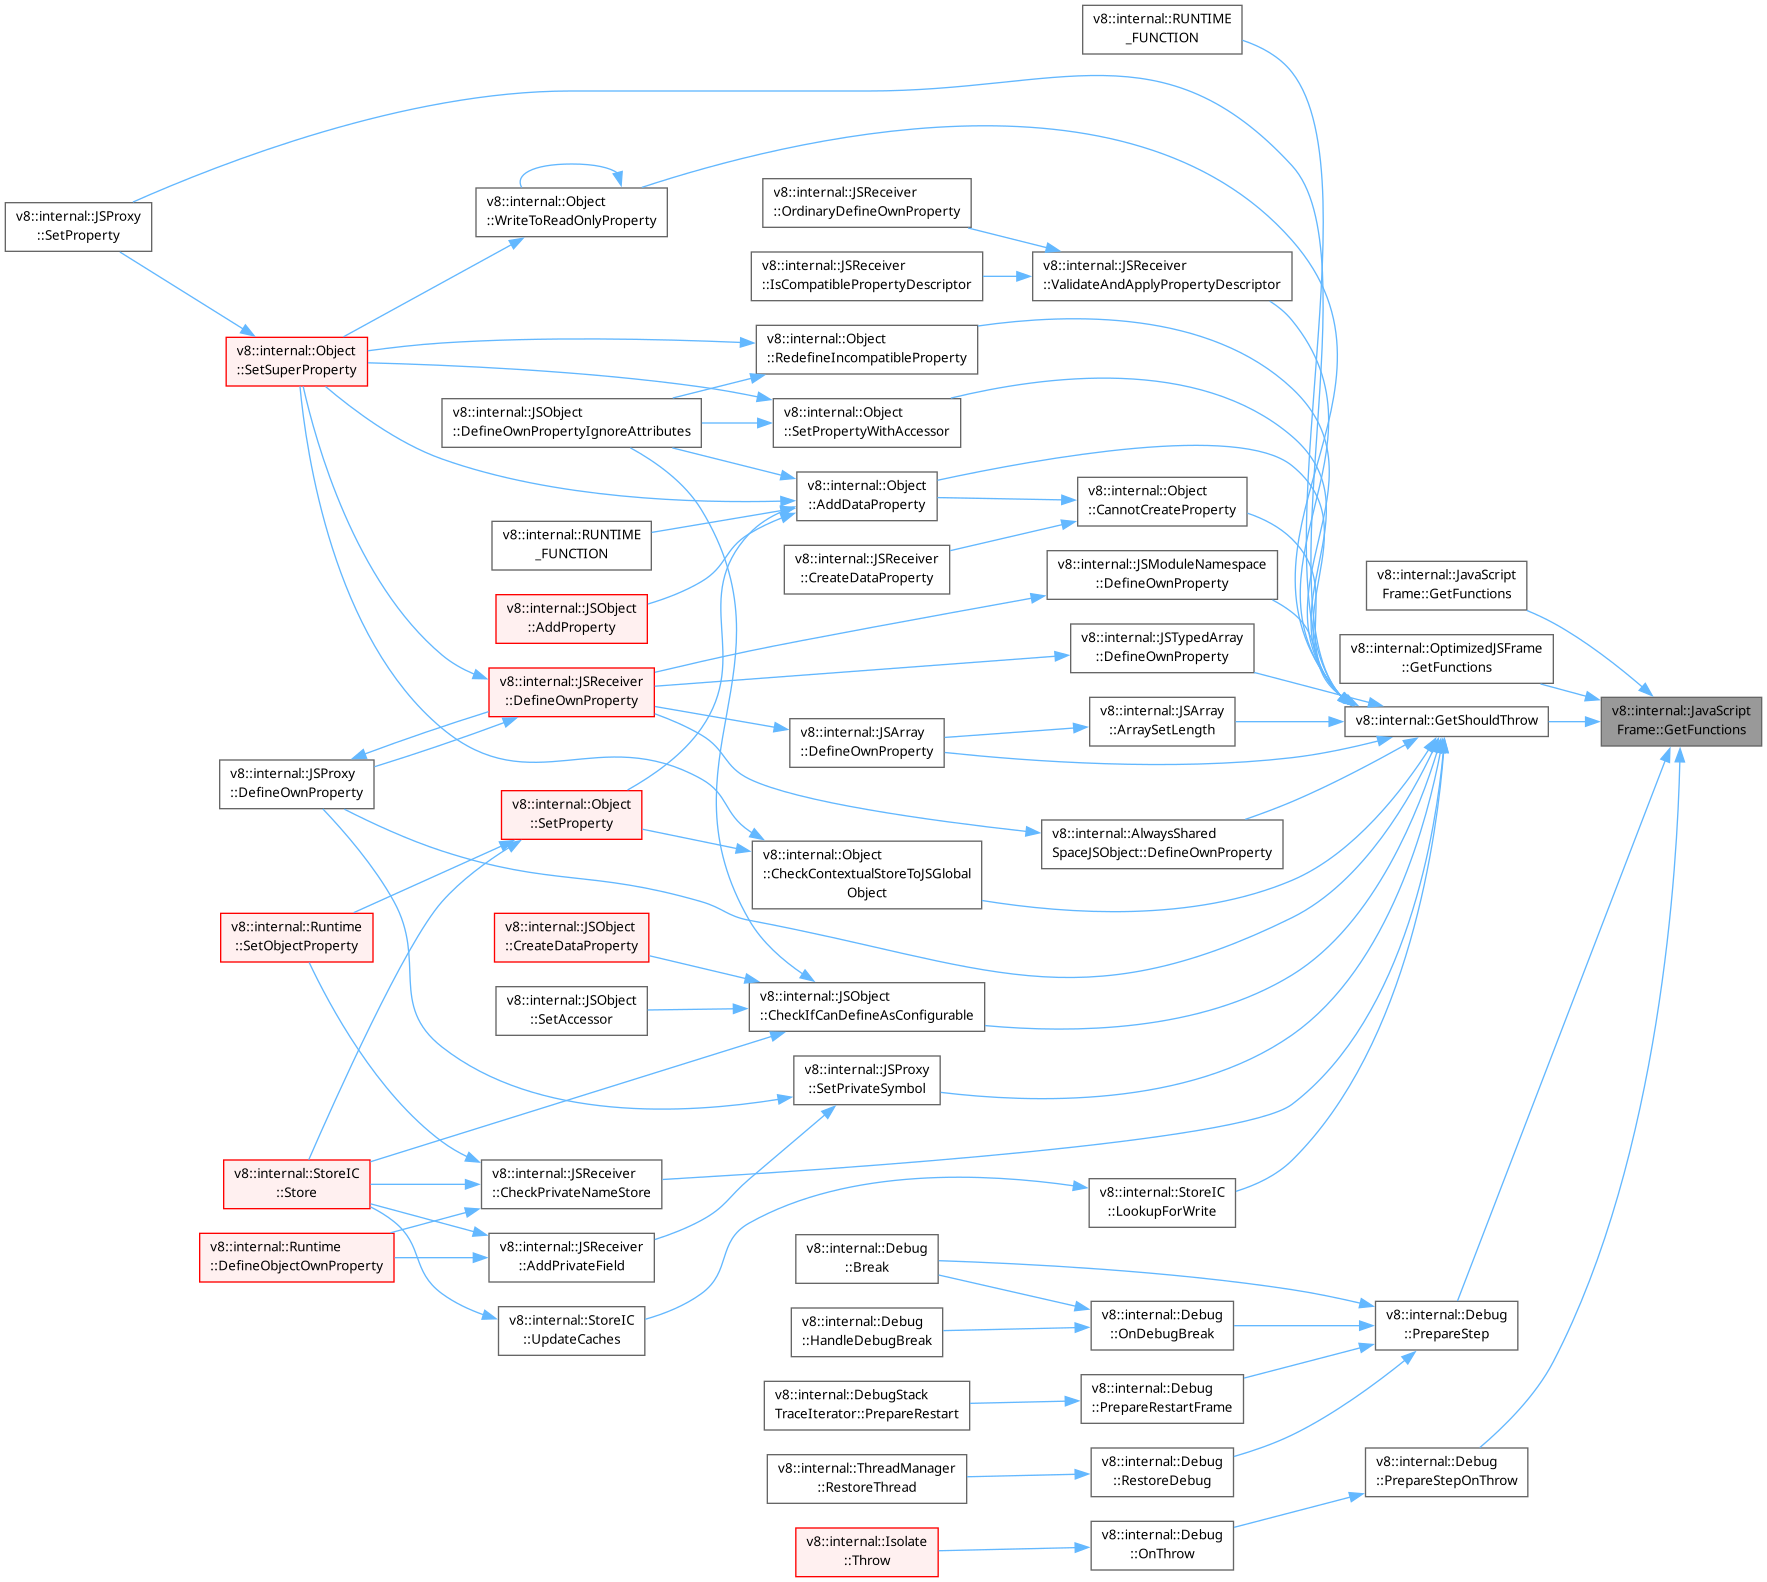 v8::internal::RUNTIME
_FUNCTION
v8::internal::JSProxy
::SetProperty
v8::internal::Object
::WriteToReadOnlyProperty
v8::internal::JSReceiver
::OrdinaryDefineOwnProperty
v8::internal::JSReceiver
::IsCompatiblePropertyDescriptor
v8::internal::JSReceiver
::ValidateAndApplyPropertyDescriptor
v8::internal::Object
::SetSuperProperty
v8::internal::Object
::RedefineIncompatibleProperty
v8::internal::JSObject
::DefineOwnPropertyIgnoreAttributes
v8::internal::Object
::SetPropertyWithAccessor
v8::internal::Object
::AddDataProperty
v8::internal::Object
::CannotCreateProperty
v8::internal::RUNTIME
_FUNCTION
v8::internal::JSReceiver
::CreateDataProperty
v8::internal::JSModuleNamespace
::DefineOwnProperty
v8::internal::JavaScript
Frame::GetFunctions
v8::internal::JSObject
::AddProperty
v8::internal::JSTypedArray
::DefineOwnProperty
v8::internal::OptimizedJSFrame
::GetFunctions
v8::internal::JSReceiver
::DefineOwnProperty
v8::internal::JSArray
::ArraySetLength
v8::internal::GetShouldThrow
v8::internal::JavaScript
Frame::GetFunctions
v8::internal::JSArray
::DefineOwnProperty
v8::internal::JSProxy
::DefineOwnProperty
v8::internal::Object
::SetProperty
v8::internal::AlwaysShared
SpaceJSObject::DefineOwnProperty
v8::internal::Object
::CheckContextualStoreToJSGlobal
Object
v8::internal::Runtime
::SetObjectProperty
v8::internal::JSObject
::CreateDataProperty
v8::internal::JSObject
::SetAccessor
v8::internal::JSObject
::CheckIfCanDefineAsConfigurable
v8::internal::JSProxy
::SetPrivateSymbol
v8::internal::StoreIC
::Store
v8::internal::JSReceiver
::CheckPrivateNameStore
v8::internal::StoreIC
::LookupForWrite
v8::internal::Runtime
::DefineObjectOwnProperty
v8::internal::JSReceiver
::AddPrivateField
v8::internal::Debug
::Break
v8::internal::StoreIC
::UpdateCaches
v8::internal::Debug
::HandleDebugBreak
v8::internal::Debug
::OnDebugBreak
v8::internal::Debug
::PrepareStep
v8::internal::DebugStack
TraceIterator::PrepareRestart
v8::internal::Debug
::PrepareRestartFrame
v8::internal::ThreadManager
::RestoreThread
v8::internal::Debug
::RestoreDebug
v8::internal::Debug
::PrepareStepOnThrow
v8::internal::Isolate
::Throw
v8::internal::Debug
::OnThrow